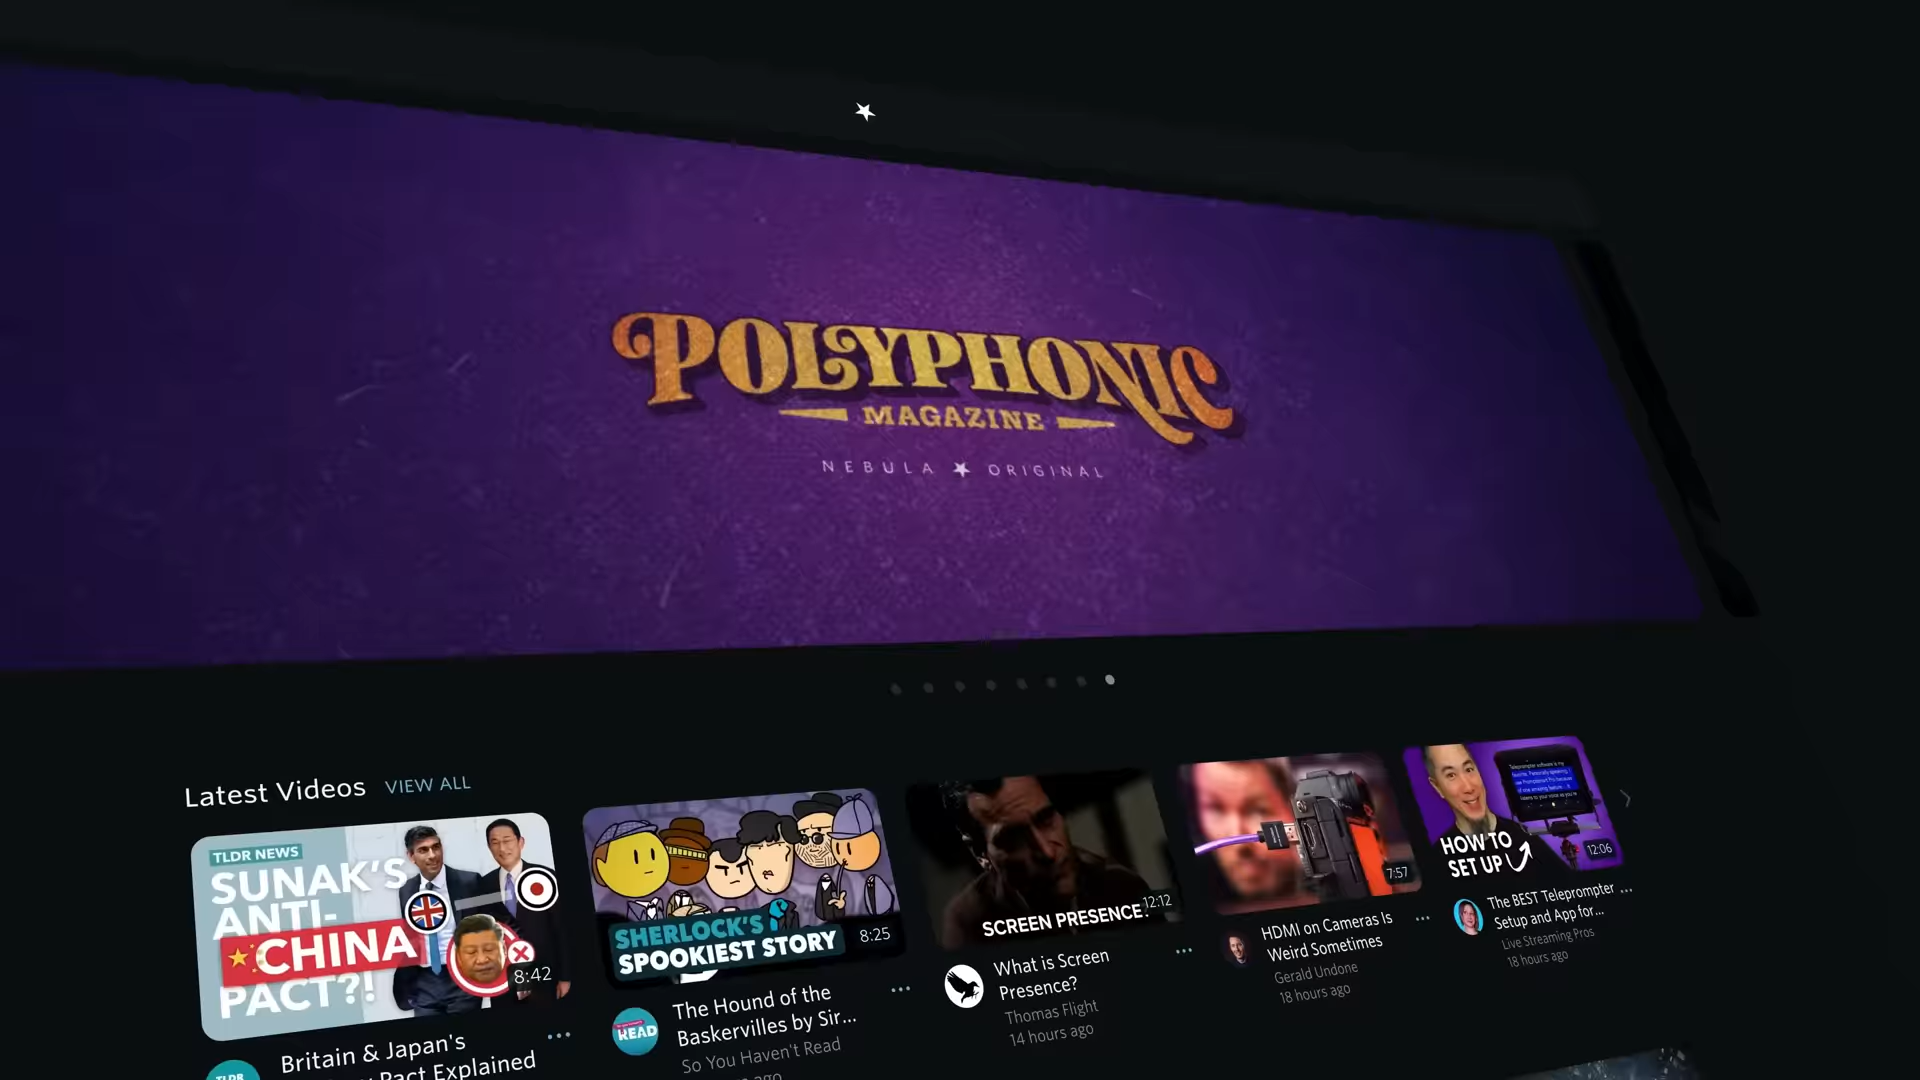 POLYPHONIC
MAGAZINE
NEBULA ORIGINAL
Latest Videos VIEW ALL
TLDR NEWS
SUNAK'S
ANTI-
CHINA
PACT?!
8:42
Britain & Japan's
Pact Explained
SHERLOCK'S
SPOOKIEST STORY
8:25
READ
The Hound of the
Baskervilles by Sir...
So You Haven't Read
ago
SCREEN PRESENCE?
12:12
What is Screen
Presence?
Thomas Flight
14 hours ago
7:57
HDMI on Cameras Is
Weird Sometimes
Gerald Undone
18 hours ago
HOW TO
SET UP
12:06
The BEST Teleprompter
Setup and App for...
Live Streaming Pros
18 hours ago